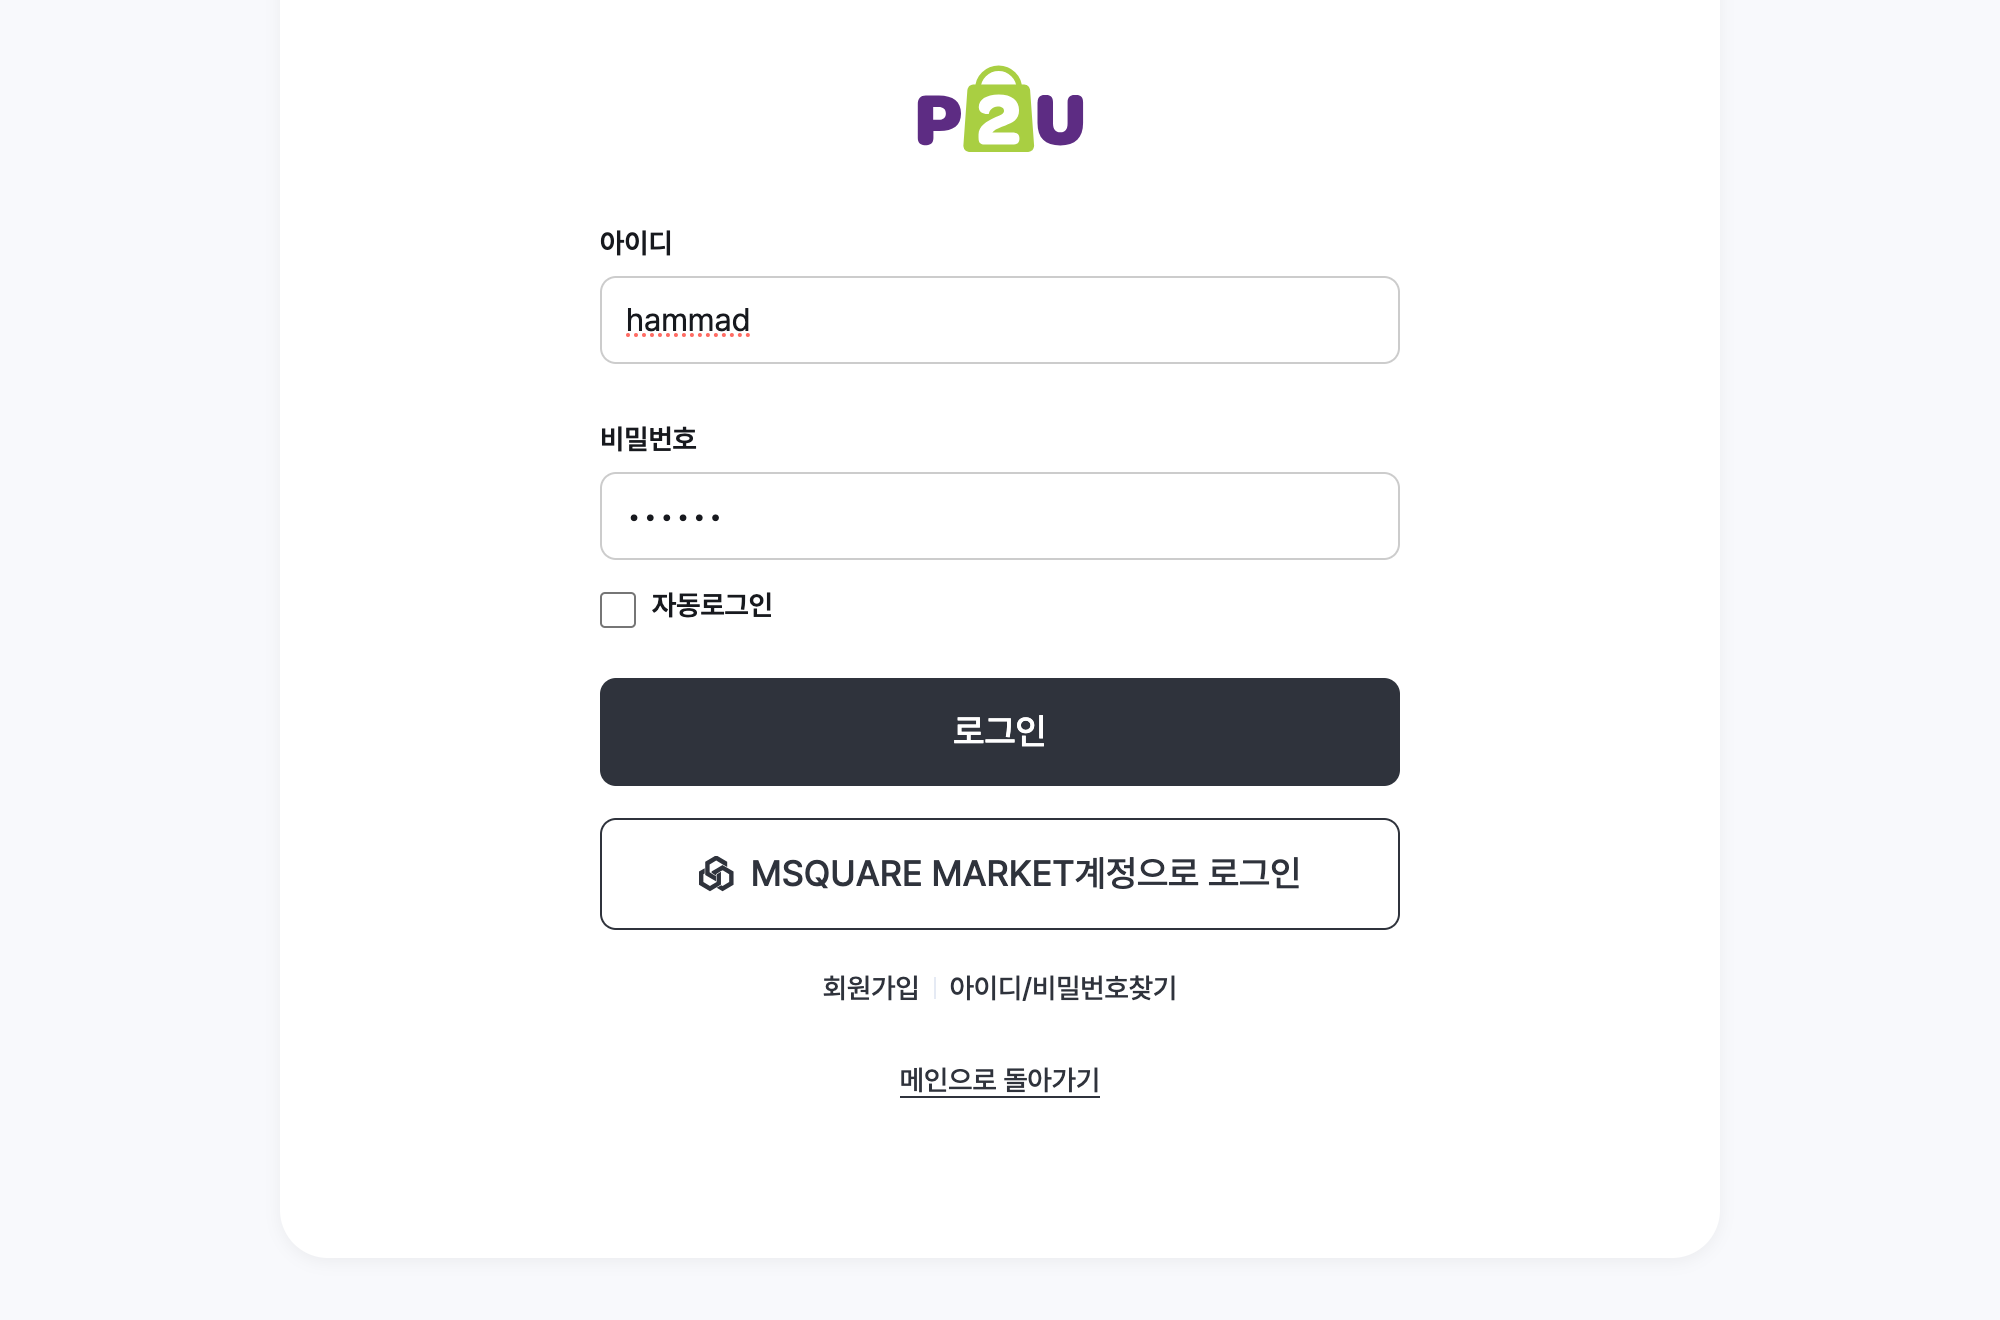 P2U
아이디
hammad
비밀번호
••••••
자동로그인
로그인
MSQUARE MARKET계정으로 로그인
회원가입 | 아이디/비밀번호찾기
메인으로 돌아가기